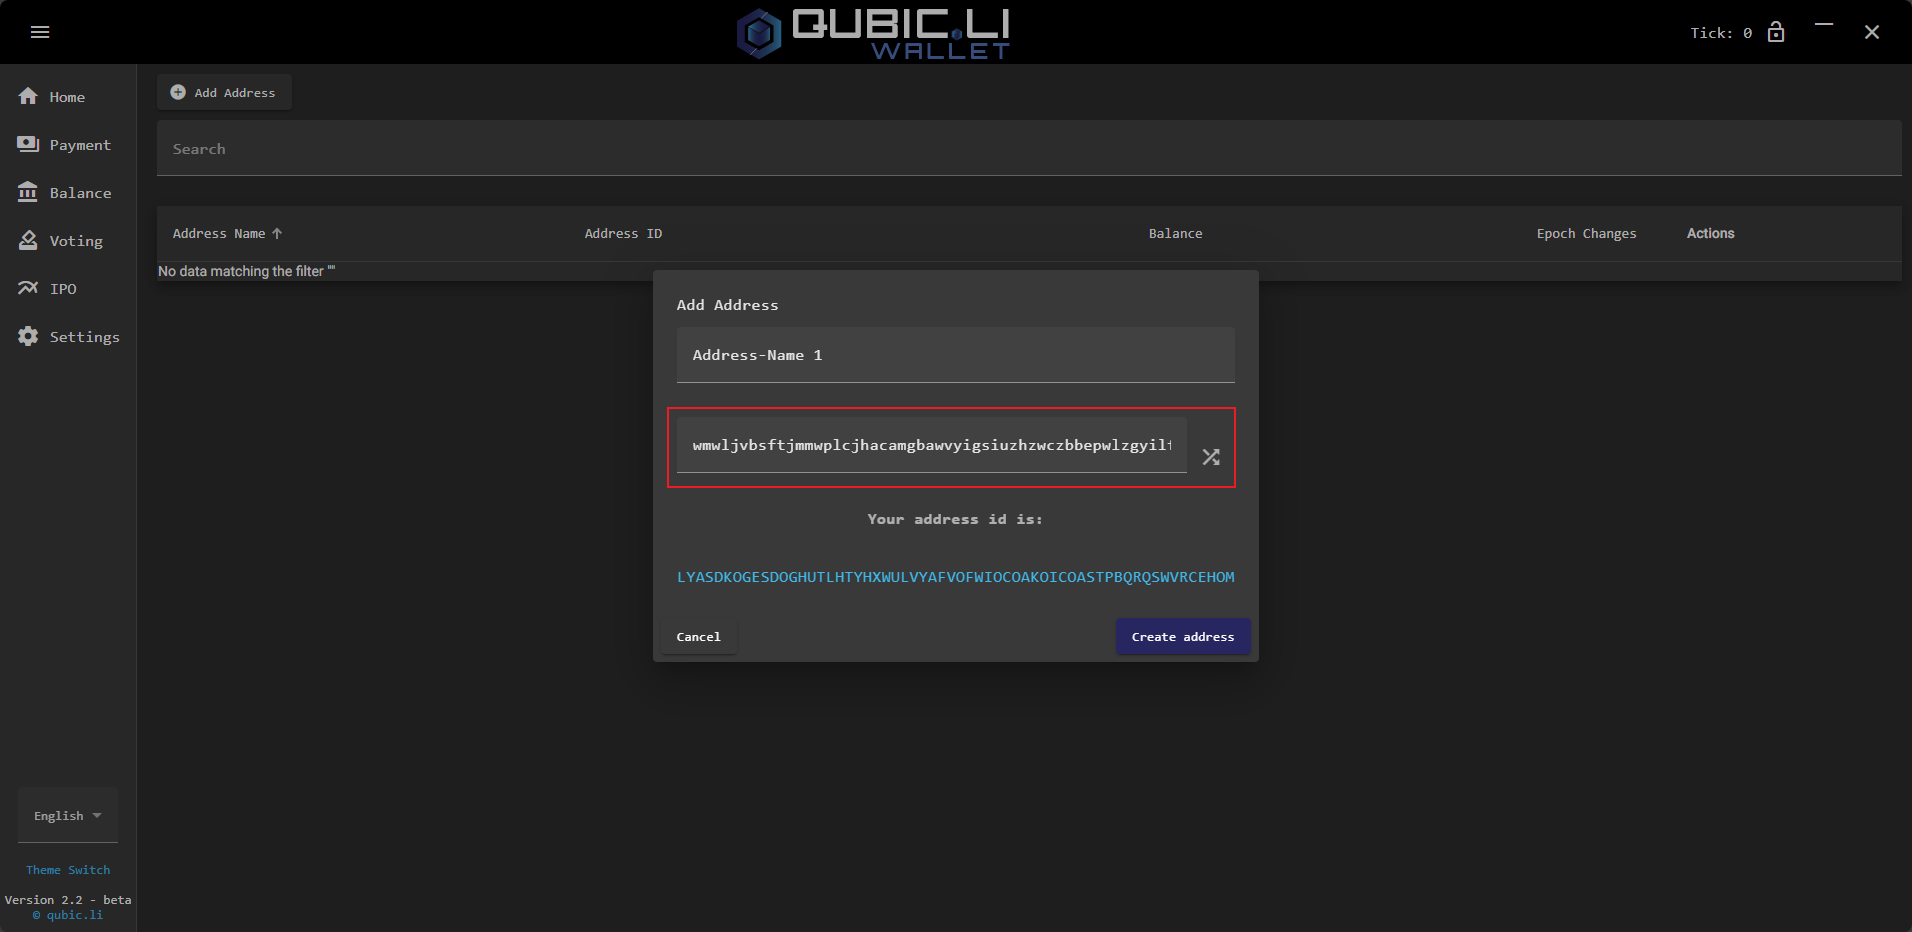 QUBIC.LI
WALLET
Tick: 0
Home
Payment
Balance
Voting
IPO
Settings
Add Address
Search
Address Name Address ID Balance Epoch Changes Actions
No data matching the filter ""
Add Address
Address-Name 1
wmwljvbsftjmmwplcjhacamgbawvyigsiuzhzwczbbepwlzgyilf
Your address id is:
LYASDKOGESDOGHUTLHTYHXWULVYAFVOFWIOCOAKOICOASTPBQRQSWVRCEHOM
Cancel Create address
English
Theme Switch
Version 2.2 - beta
© qubic.li